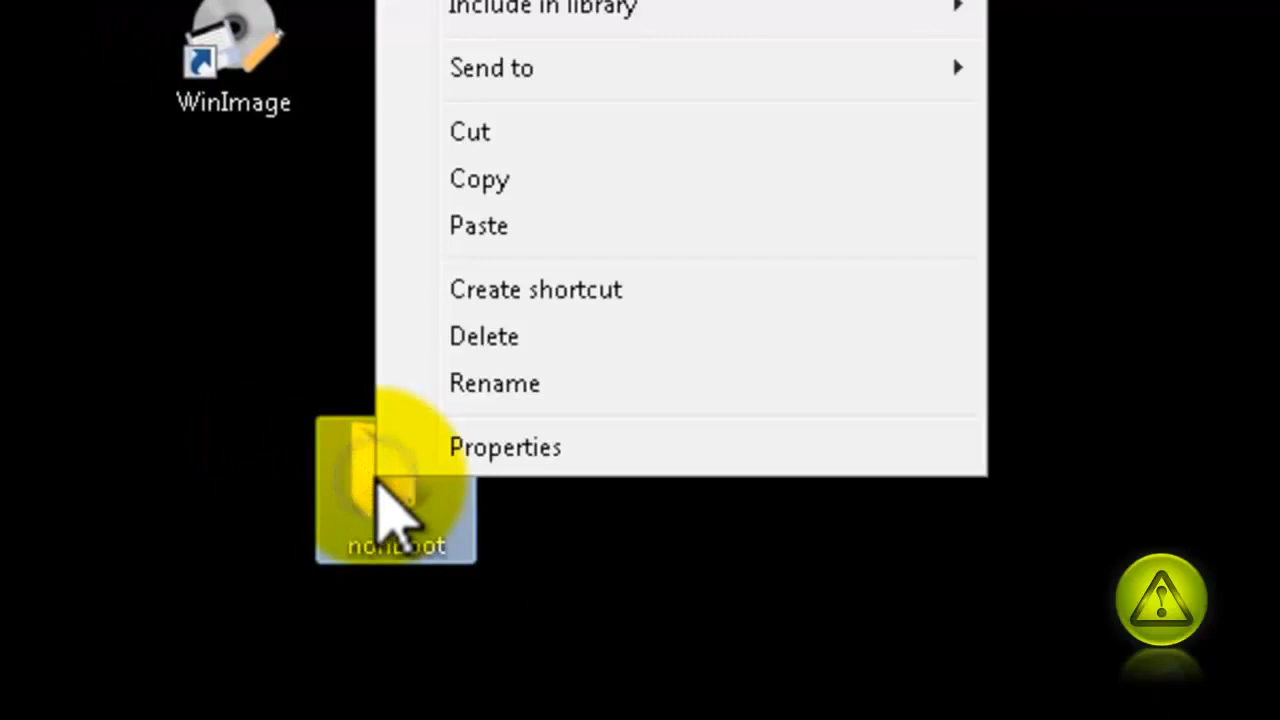 Include in library
WinImage
Send to
Cut
Copy
Paste
Create shortcut
Delete
Rename
Properties